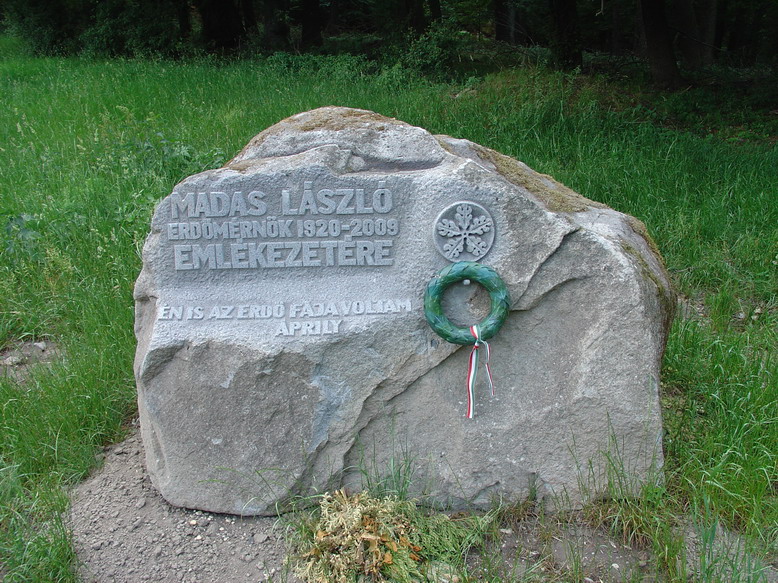 MADAS LÁSZLÓ
ERDŐMÉRNÖK 1920-2009
EMLÉKEZETÉRE
ÉN IS AZ ERDŐ FÁJA VOLTAM
ÁPRILY